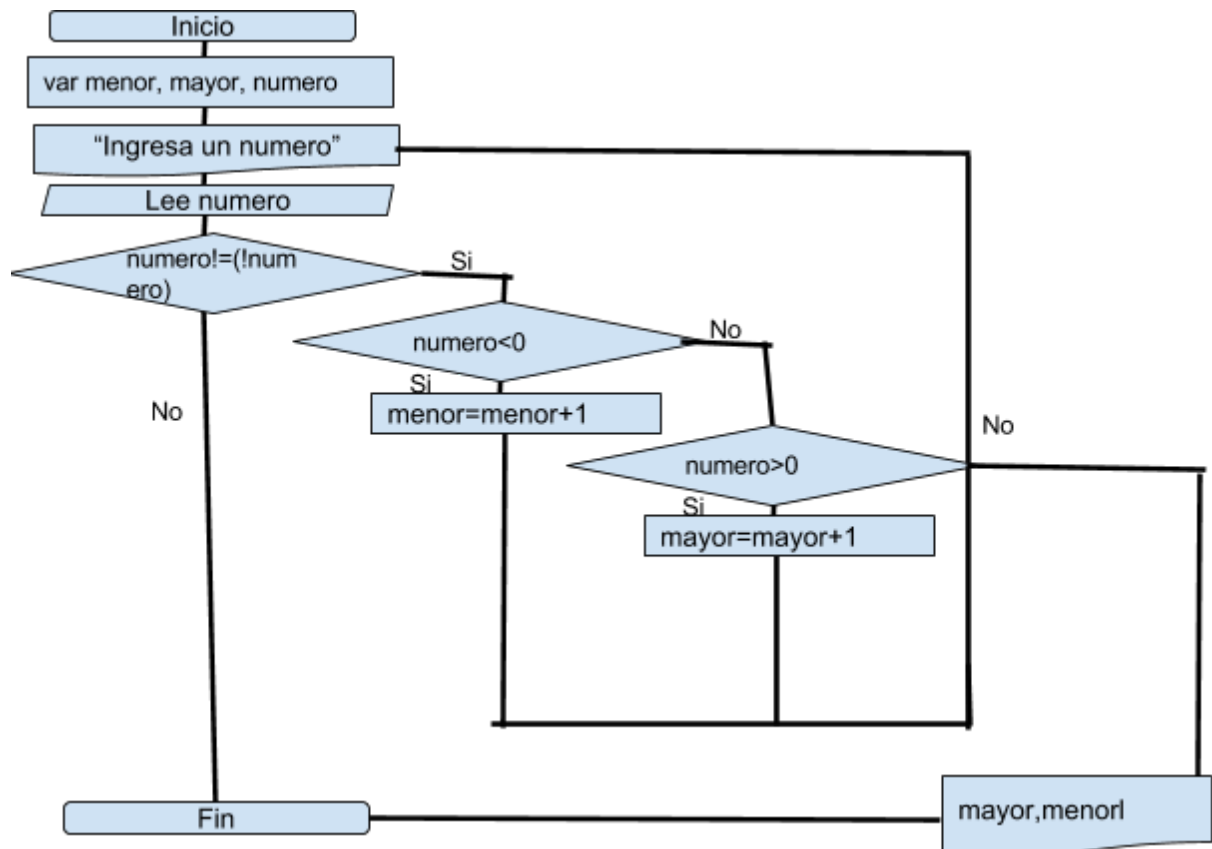 Inicio
var menor, mayor, numero
“Ingresa un numero”
Lee numero
numero!=(!num
ero)
Si
numero<0
No
Si
menor=menor+1
No
numero>0
No
Si
mayor=mayor+1
mayor,menorl
Fin